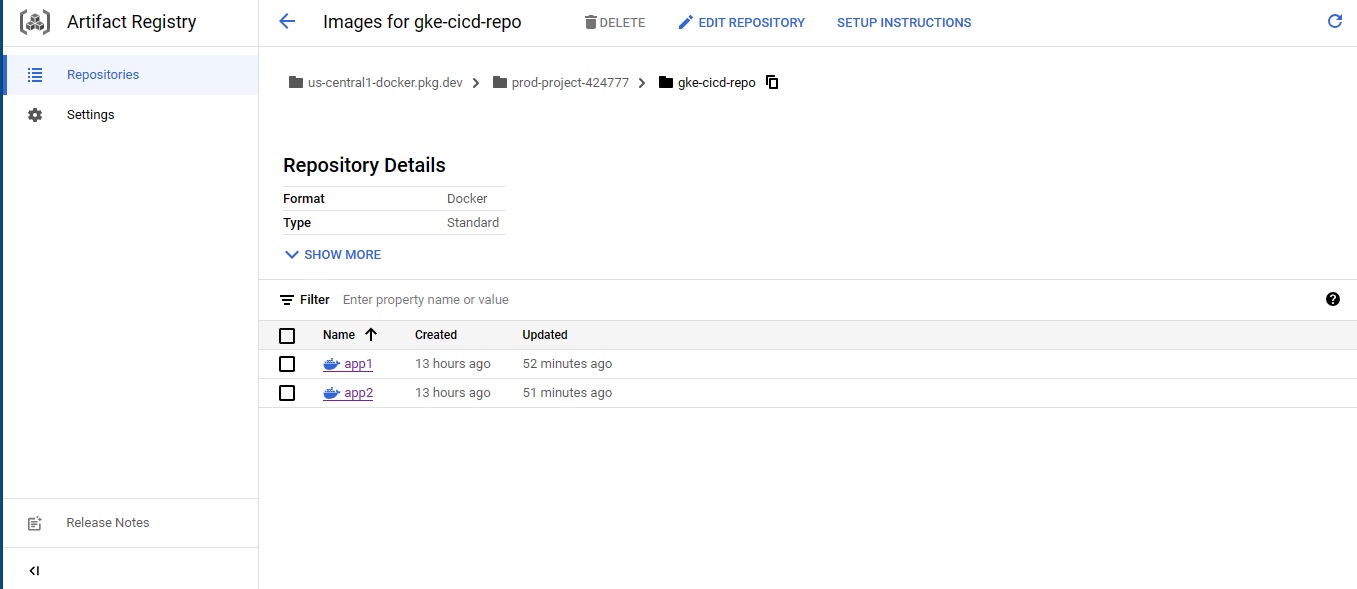 Artifact Registry
Images for gke-cicd-repo
DELETE
EDIT REPOSITORY
SETUP INSTRUCTIONS
Repositories
Settings
us-central1-docker.pkg.dev
prod-project-424777
gke-cicd-repo
Repository Details
Format Docker
Type Standard
SHOW MORE
Filter Enter property name or value
Name Created Updated
app1 13 hours ago 52 minutes ago
app2 13 hours ago 51 minutes ago
Release Notes